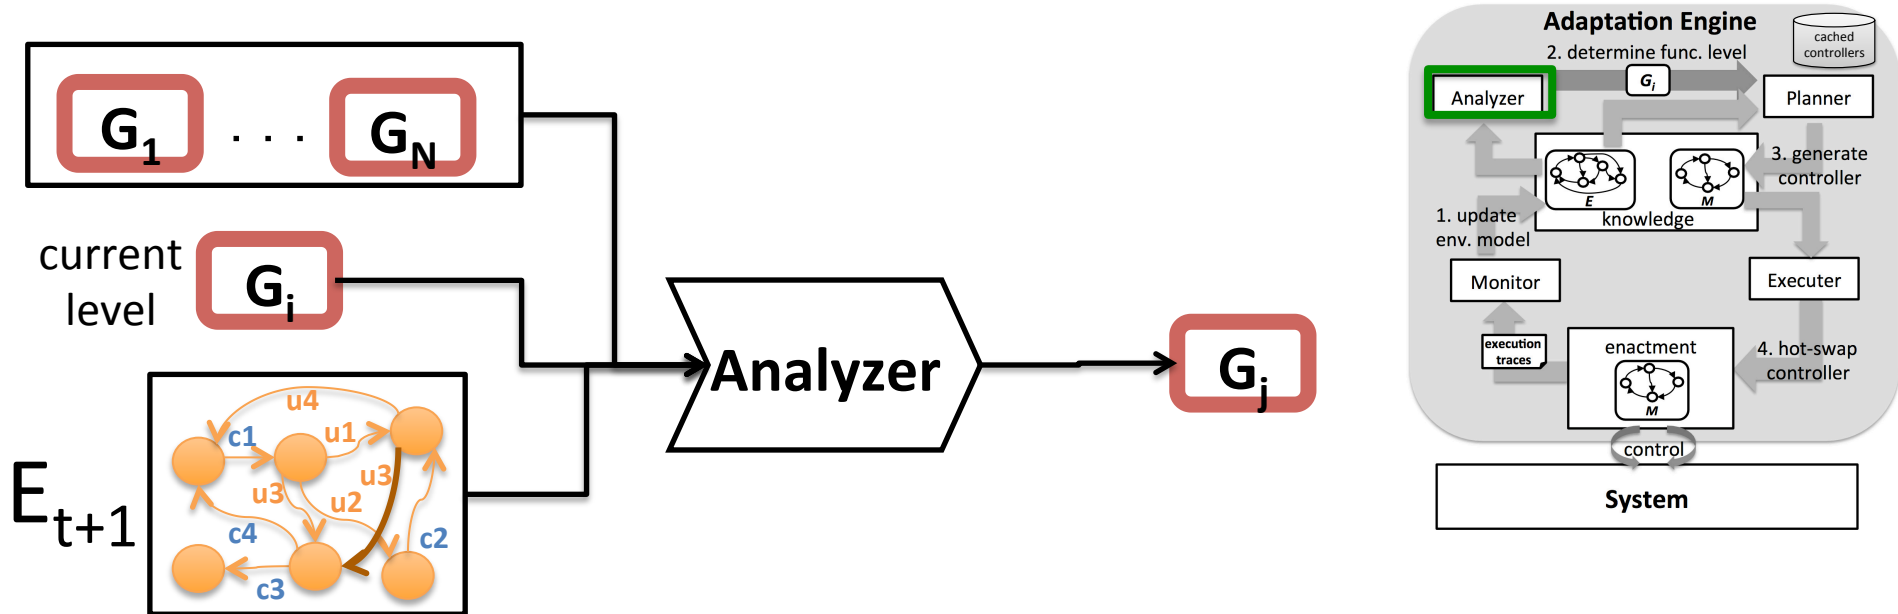 G1 . . . GN
current
level
Gi
Et+1
u4
c1
u1
u3
u3
u2
c4
c2
c3
Analyzer
Gj
Adaptation Engine
cached
controllers
2. determine func. level
Gi
Analyzer
Planner
3. generate
controller
E
M
knowledge
1. update
env. model
Monitor
Executer
execution
traces
enactment
M
4. hot-swap
controller
control
System